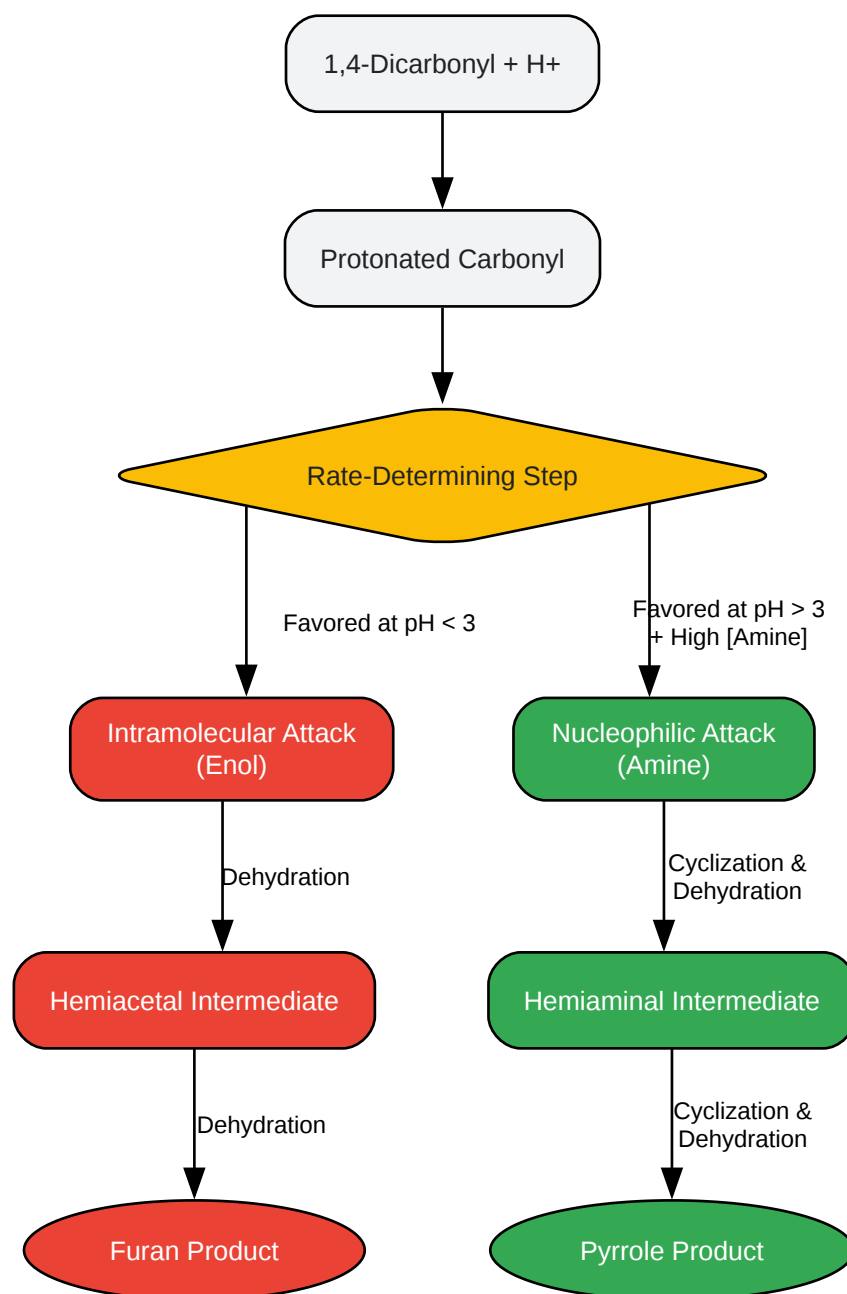 1,4-Dicarbonyl + H+
Protonated Carbonyl
Rate-Determining Step
Favored at pH < 3
Favored at pH > 3
+ High [Amine]
Intramolecular Attack
(Enol)
Nucleophilic Attack
(Amine)
Dehydration
Cyclization &
Dehydration
Hemiacetal Intermediate
Hemiaminal Intermediate
Dehydration
Cyclization &
Dehydration
Furan Product
Pyrrole Product